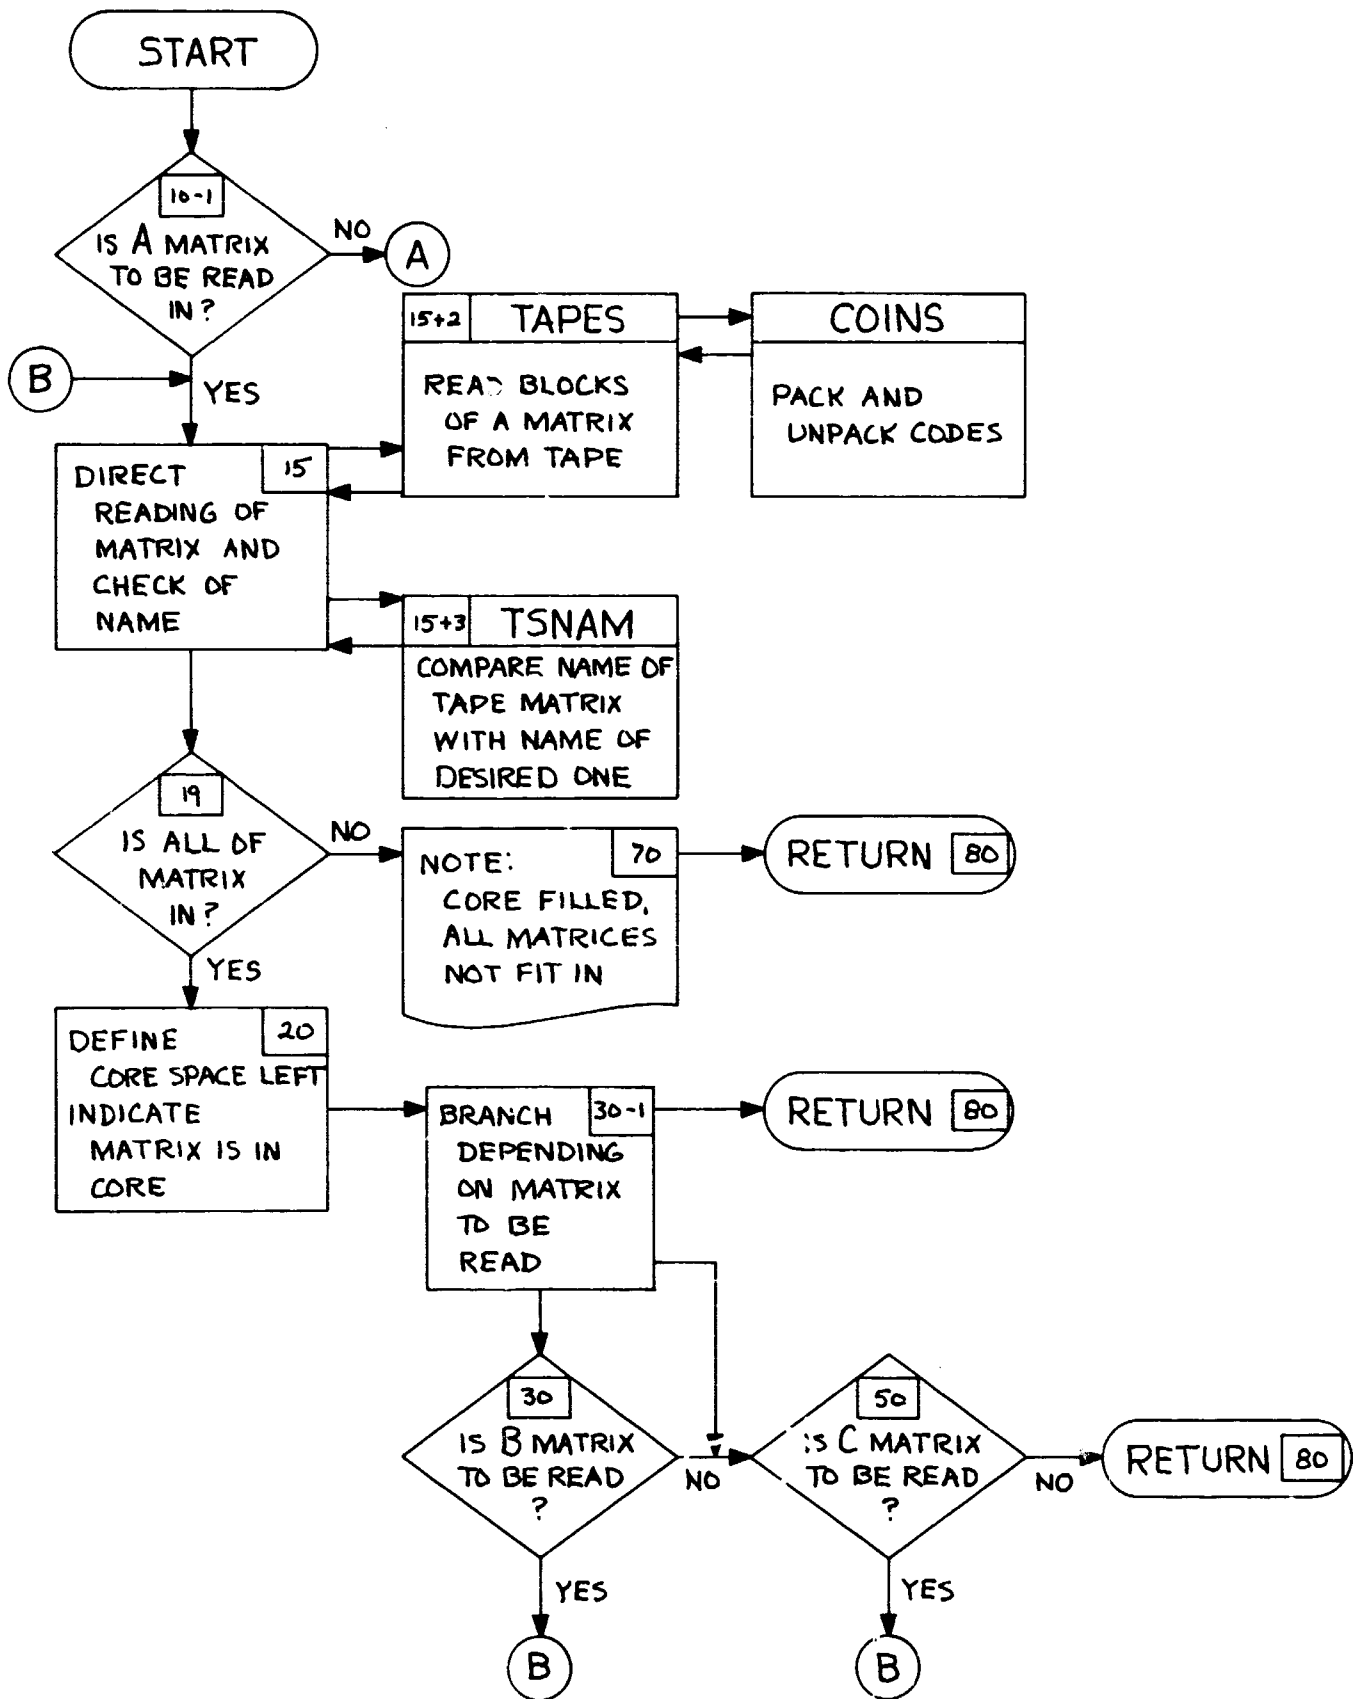 START
10-1
IS A MATRIX
TO BE READ
IN?
NO
A
B
YES
15+2
TAPES
READ BLOCKS
OF A MATRIX
FROM TAPE
COINS
PACK AND
UNPACK CODES
15
DIRECT
READING OF
MATRIX AND
CHECK OF
NAME
15+3
TSNAM
COMPARE NAME OF
TAPE MATRIX
WITH NAME OF
DESIRED ONE
19
IS ALL OF
MATRIX
IN?
NO
YES
70
NOTE:
CORE FILLED,
ALL MATRICES
NOT FIT IN
RETURN 80
20
DEFINE
CORE SPACE LEFT
INDICATE
MATRIX IS IN
CORE
30-1
BRANCH
DEPENDING
ON MATRIX
TO BE
READ
RETURN 80
30
IS B MATRIX
TO BE READ
?
NO
YES
B
50
IS C MATRIX
TO BE READ
?
NO
YES
B
RETURN 80